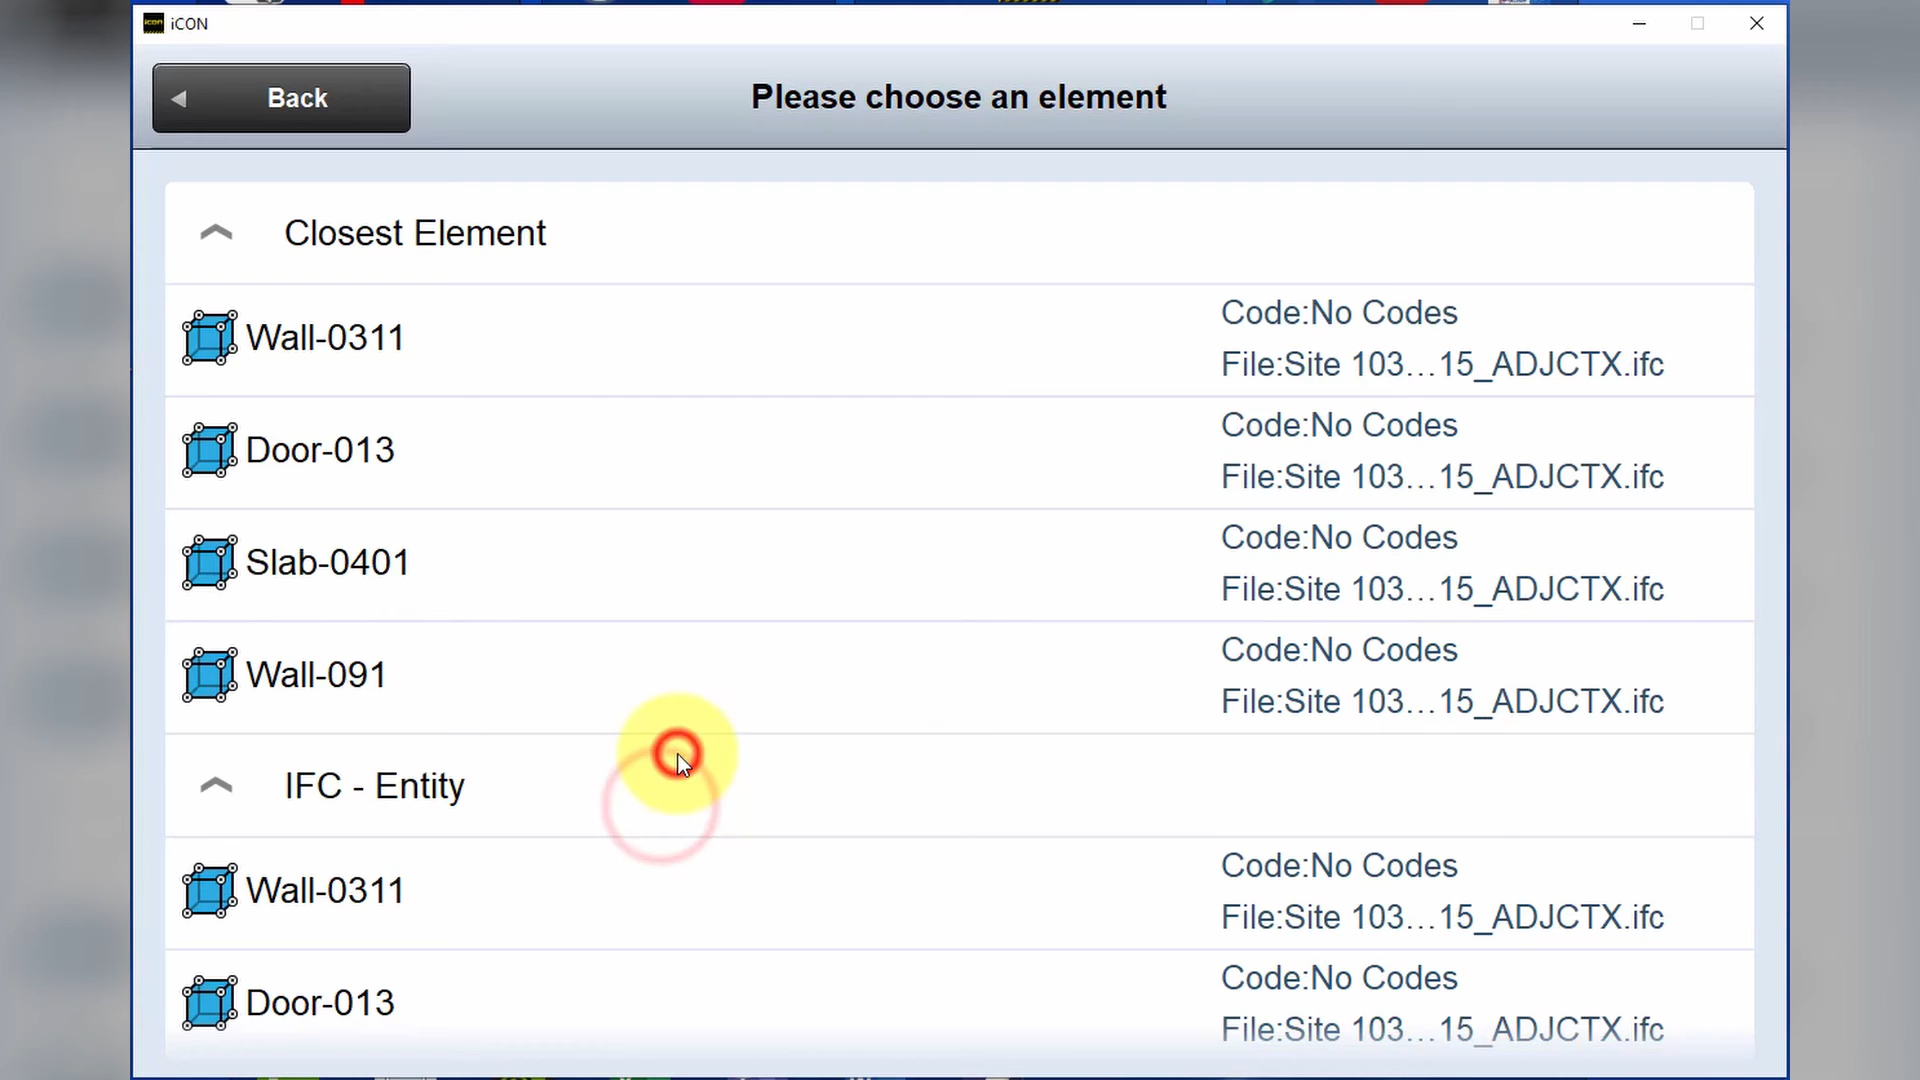 iCON
Back
Please choose an element
Closest Element
Wall-0311
Code:No Codes
File:Site 103...15_ADJCTX.ifc
Door-013
Code:No Codes
File:Site 103...15_ADJCTX.ifc
Slab-0401
Code:No Codes
File:Site 103...15_ADJCTX.ifc
Wall-091
Code:No Codes
File:Site 103...15_ADJCTX.ifc
IFC - Entity
Wall-0311
Code:No Codes
File:Site 103...15_ADJCTX.ifc
Door-013
Code:No Codes
File:Site 103...15_ADJCTX.ifc